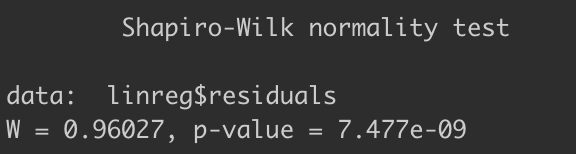 Shapiro-Wilk normality test
data:  linreg$residuals
W = 0.96027, p-value = 7.477e-09